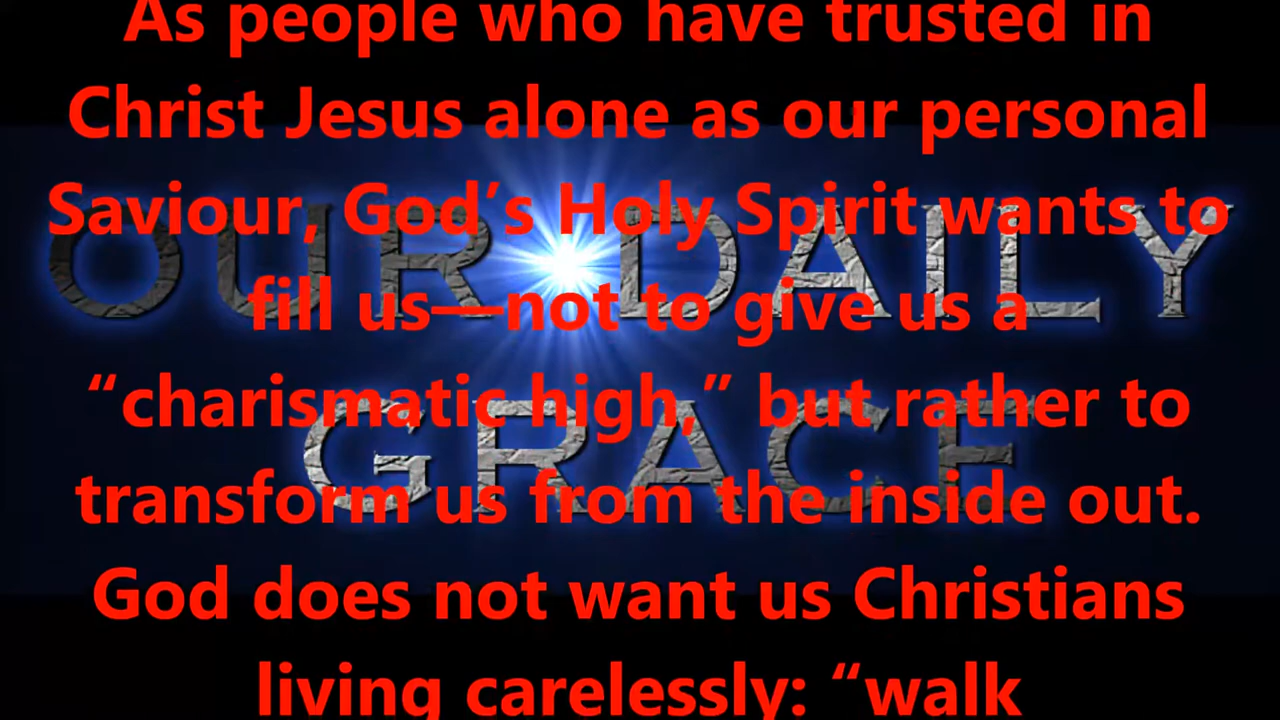 As people who have trusted in
Christ Jesus alone as our personal
Saviour, God’s Holy Spirit wants to
fill us—not to give us a
“charismatic high,” but rather to
transform us from the inside out.
God does not want us Christians
living carelessly: “walk
OUR DAILY
GRACE